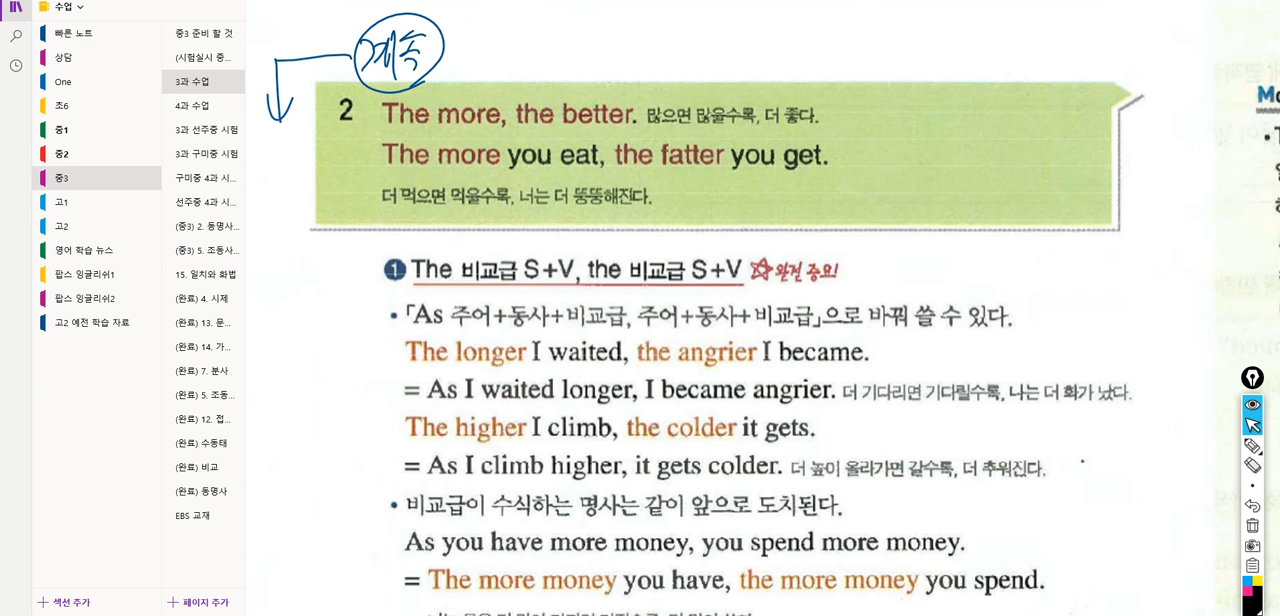 수업
빠른 노트
상담
One
초6
중1
중2
중3
고1
고2
영어 학습 뉴스
팝스 잉글리쉬1
팝스 잉글리쉬2
고2 예전 학습 자료
섹션 추가
중3 준비 할 것
(시험실시 중...
3과 수업
4과 수업
3과 선주중 시험
3과 구미중 시험
구미중 4과 시...
선주중 4과 시...
(중3) 2. 동명사...
(중3) 5. 조동사...
15. 일치와 화법
(완료) 4. 시제
(완료) 13. 문...
(완료) 14. 가...
(완료) 7. 분사
(완료) 5. 조동...
(완료) 12. 접...
(완료) 수동태
(완료) 비교
(완료) 동명사
EBS 교재
페이지 추가
계속
2 The more, the better. 많으면 많을수록, 더 좋다.
The more you eat, the fatter you get.
더 먹으면 먹을수록, 너는 더 뚱뚱해진다.
1 The 비교급 S+V, the 비교급 S+V ☆완전 중요!
• 「As 주어+동사+비교급, 주어+동사+비교급」으로 바꿔 쓸 수 있다.
The longer I waited, the angrier I became.
= As I waited longer, I became angrier. 더 기다리면 기다릴수록, 나는 더 화가 났다.
The higher I climb, the colder it gets.
= As I climb higher, it gets colder. 더 높이 올라가면 갈수록, 더 추워진다.
• 비교급이 수식하는 명사는 같이 앞으로 도치된다.
As you have more money, you spend more money.
= The more money you have, the more money you spend.